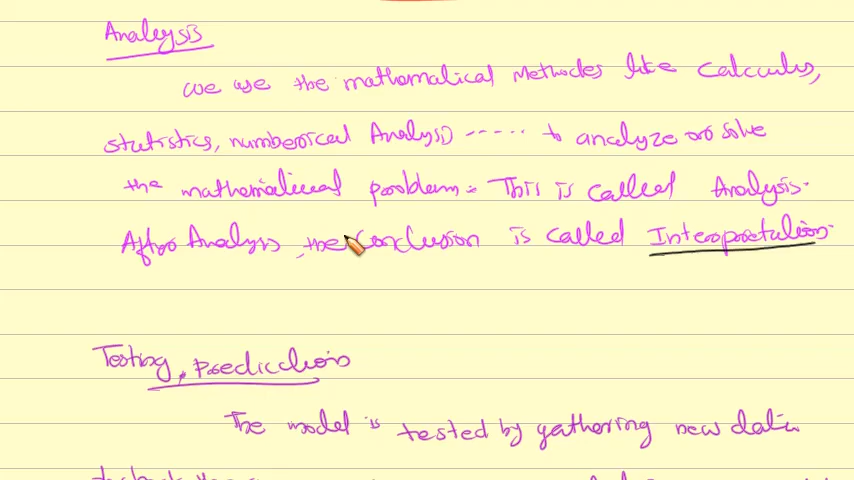 Analysis
We use the mathematical Methodes like Calculus,
statistics, numberical Analysis ------ to analyze or solve
the mathematical problem. This is called Analysis.
After Analysis, the Conclusion is called Interpretation.
Testing, Prediction
The model is tested by gathering new data